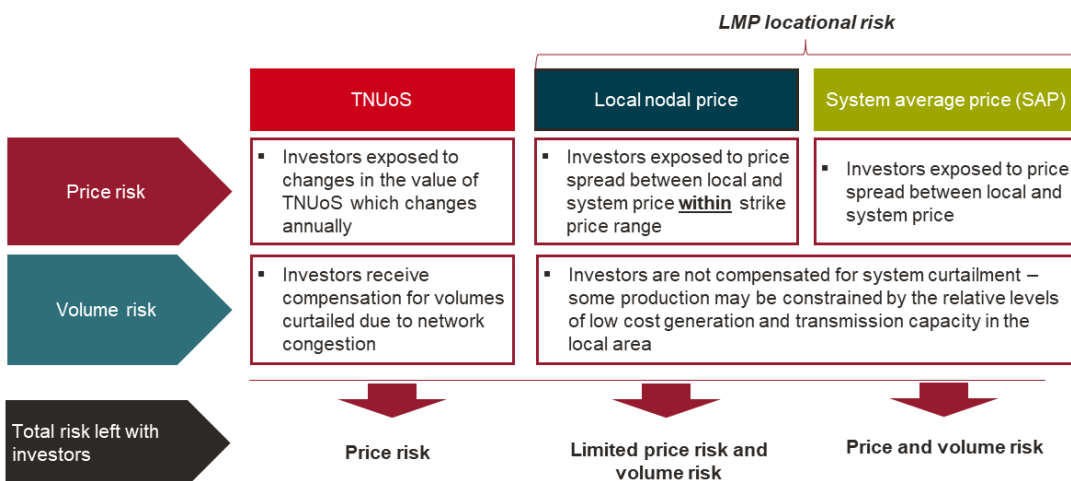 LMP locational risk
TNUoS
Local nodal price
System average price (SAP)
Price risk
▪ Investors exposed to
changes in the value of
TNUoS which changes
annually
▪ Investors exposed to price
spread between local and
system price within strike
price range
▪ Investors exposed to price
spread between local and
system price
Volume risk
▪ Investors receive
compensation for volumes
curtailed due to network
congestion
▪ Investors are not compensated for system curtailment –
some production may be constrained by the relative levels
of low cost generation and transmission capacity in the
local area
Total risk left with
investors
Price risk
Limited price risk and
volume risk
Price and volume risk